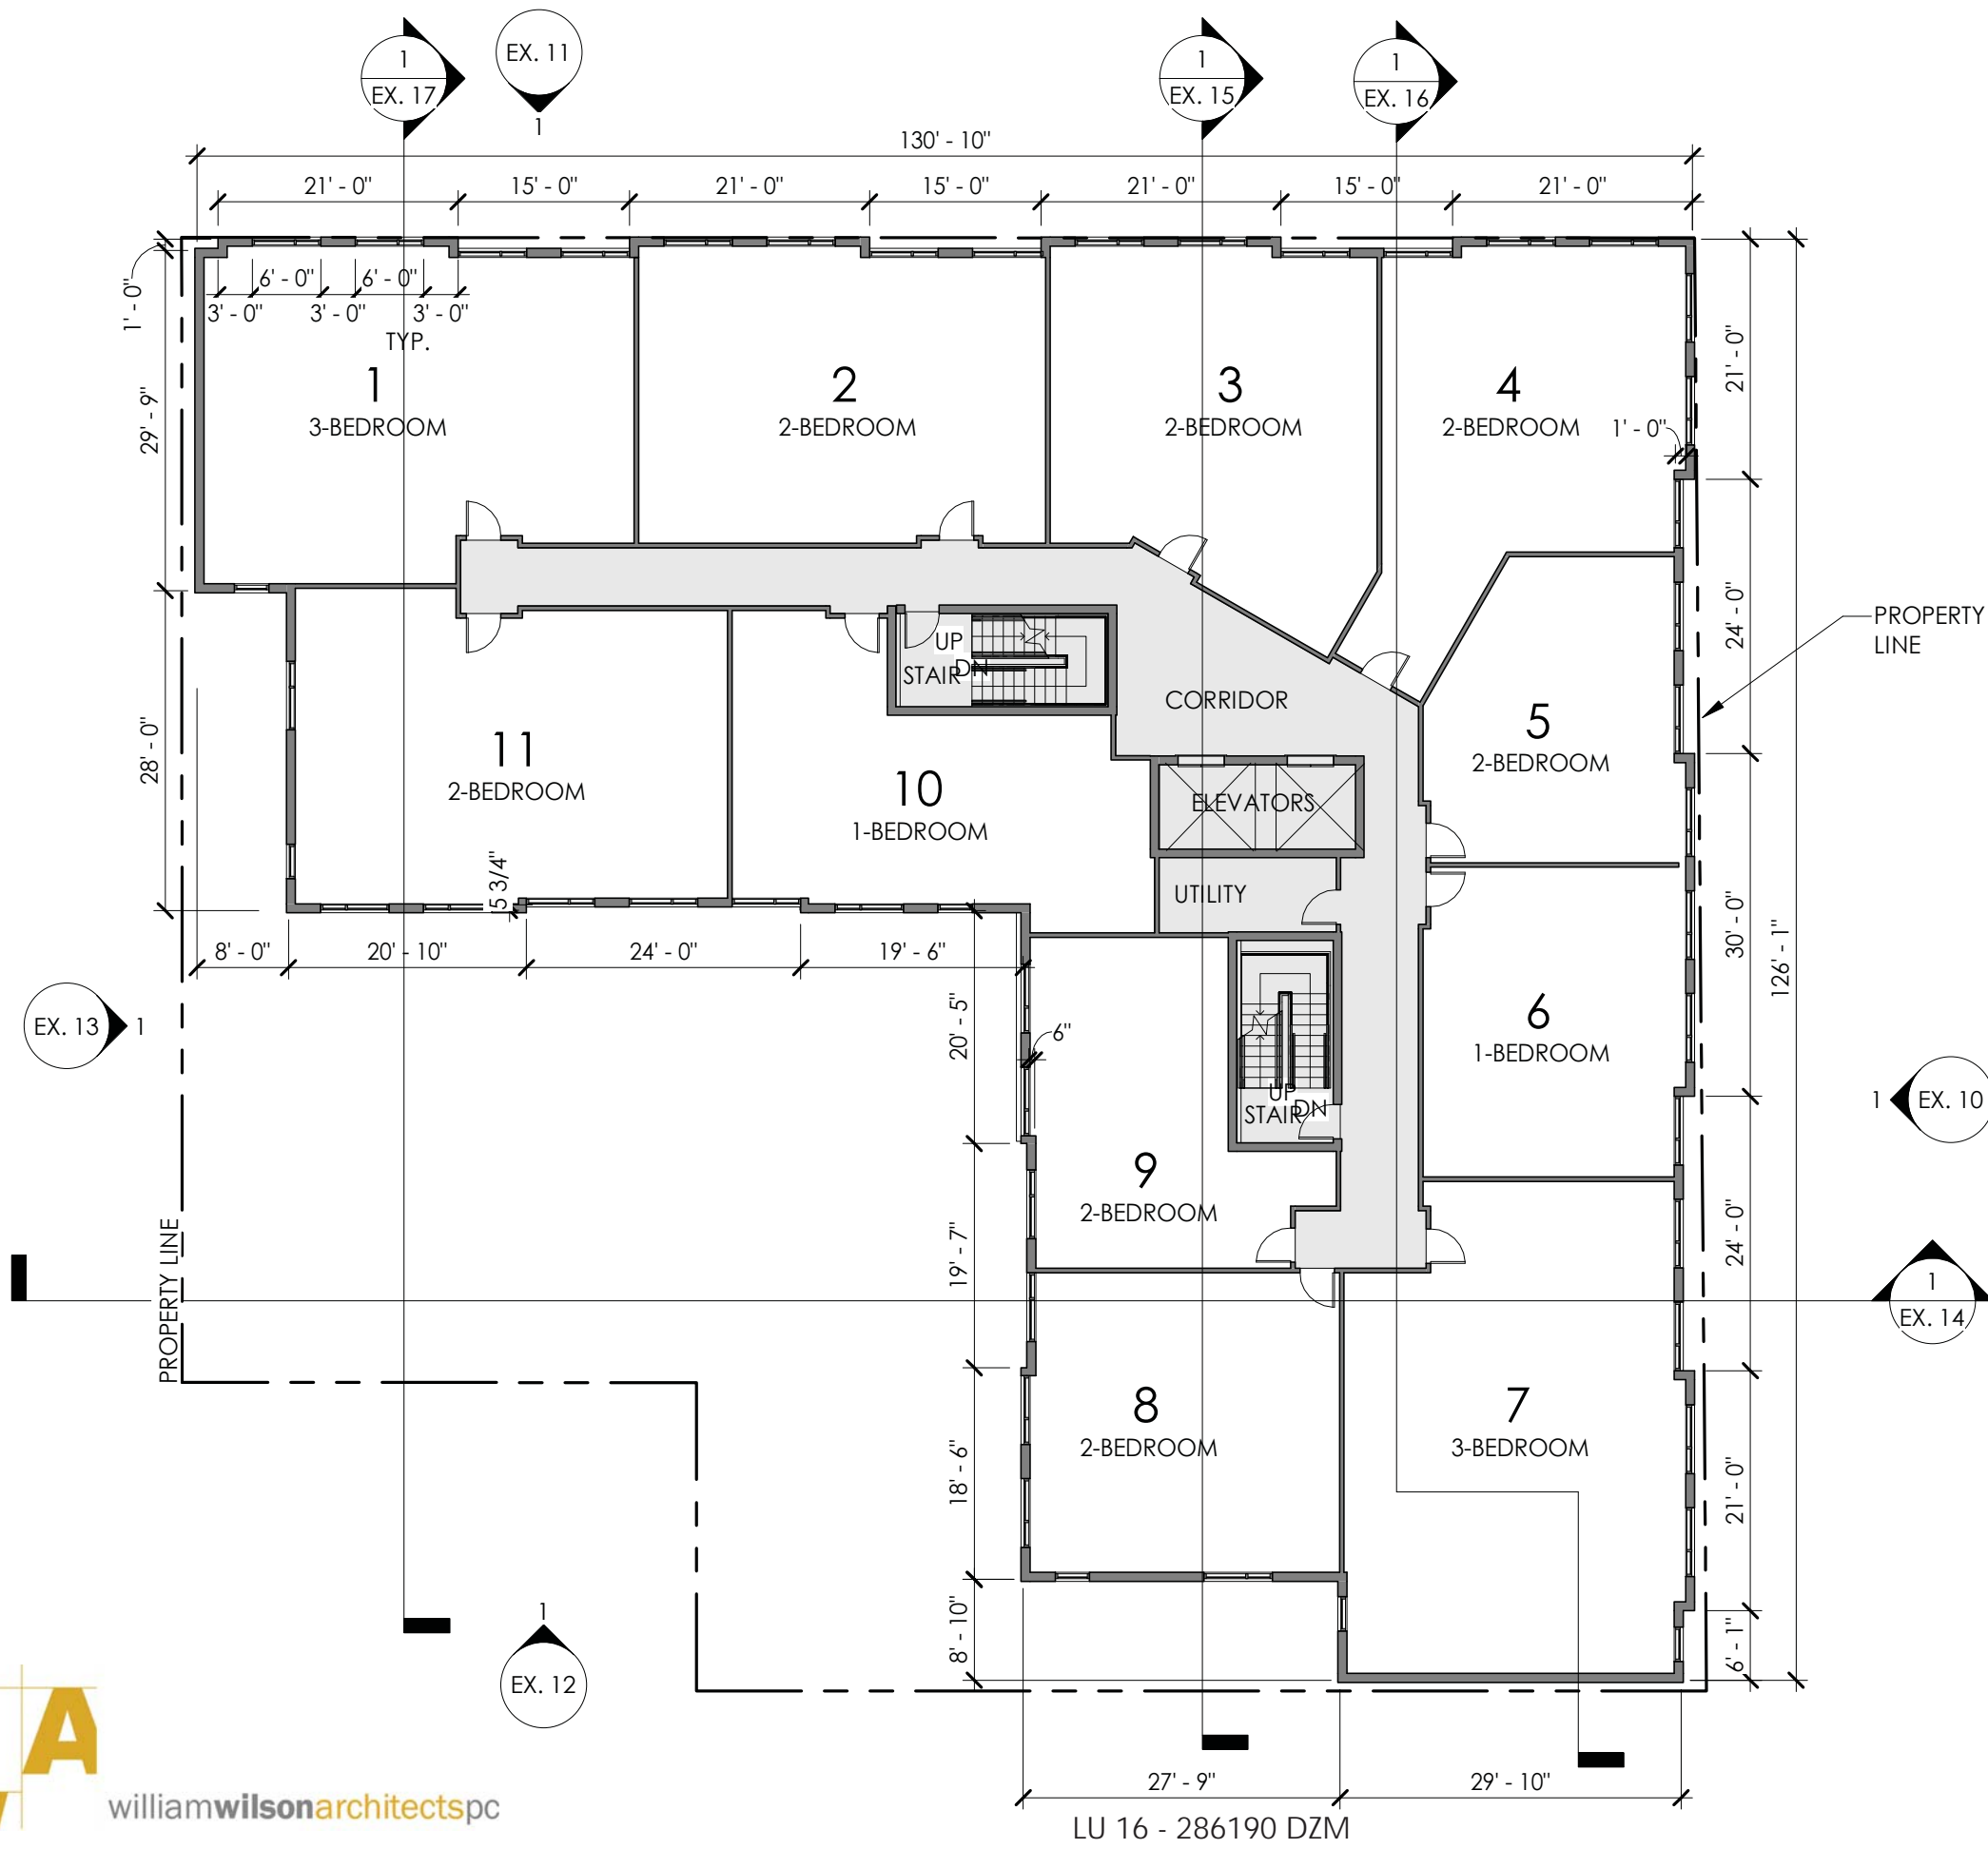 1
EX. 17
EX. 11
1
1
EX. 15
1
EX. 16
130' - 10"
21' - 0"
15' - 0"
21' - 0"
15' - 0"
21' - 0"
15' - 0"
21' - 0"
1' - 0"
6' - 0"
6' - 0"
3' - 0"
3' - 0"
3' - 0"
TYP.
29' - 9"
1
3-BEDROOM
2
2-BEDROOM
3
2-BEDROOM
4
2-BEDROOM
1' - 0"
21' - 0"
24' - 0"
PROPERTY
LINE
UP
STAIR
DN
CORRIDOR
5
2-BEDROOM
28' - 0"
11
2-BEDROOM
10
1-BEDROOM
ELEVATORS
5 3/4"
UTILITY
8' - 0"
20' - 10"
24' - 0"
19' - 6"
30' - 0"
126' - 1"
EX. 13
1
20' - 5"
6"
6
1-BEDROOM
UP
DN
STAIR
1
EX. 10
9
2-BEDROOM
19' - 7"
24' - 0"
PROPERTY LINE
1
EX. 14
8
2-BEDROOM
7
3-BEDROOM
18' - 6"
21' - 0"
8' - 10"
6' - 1"
1
EX. 12
A
williamwilsonarchitectspc
27' - 9"
29' - 10"
LU 16 - 286190 DZM